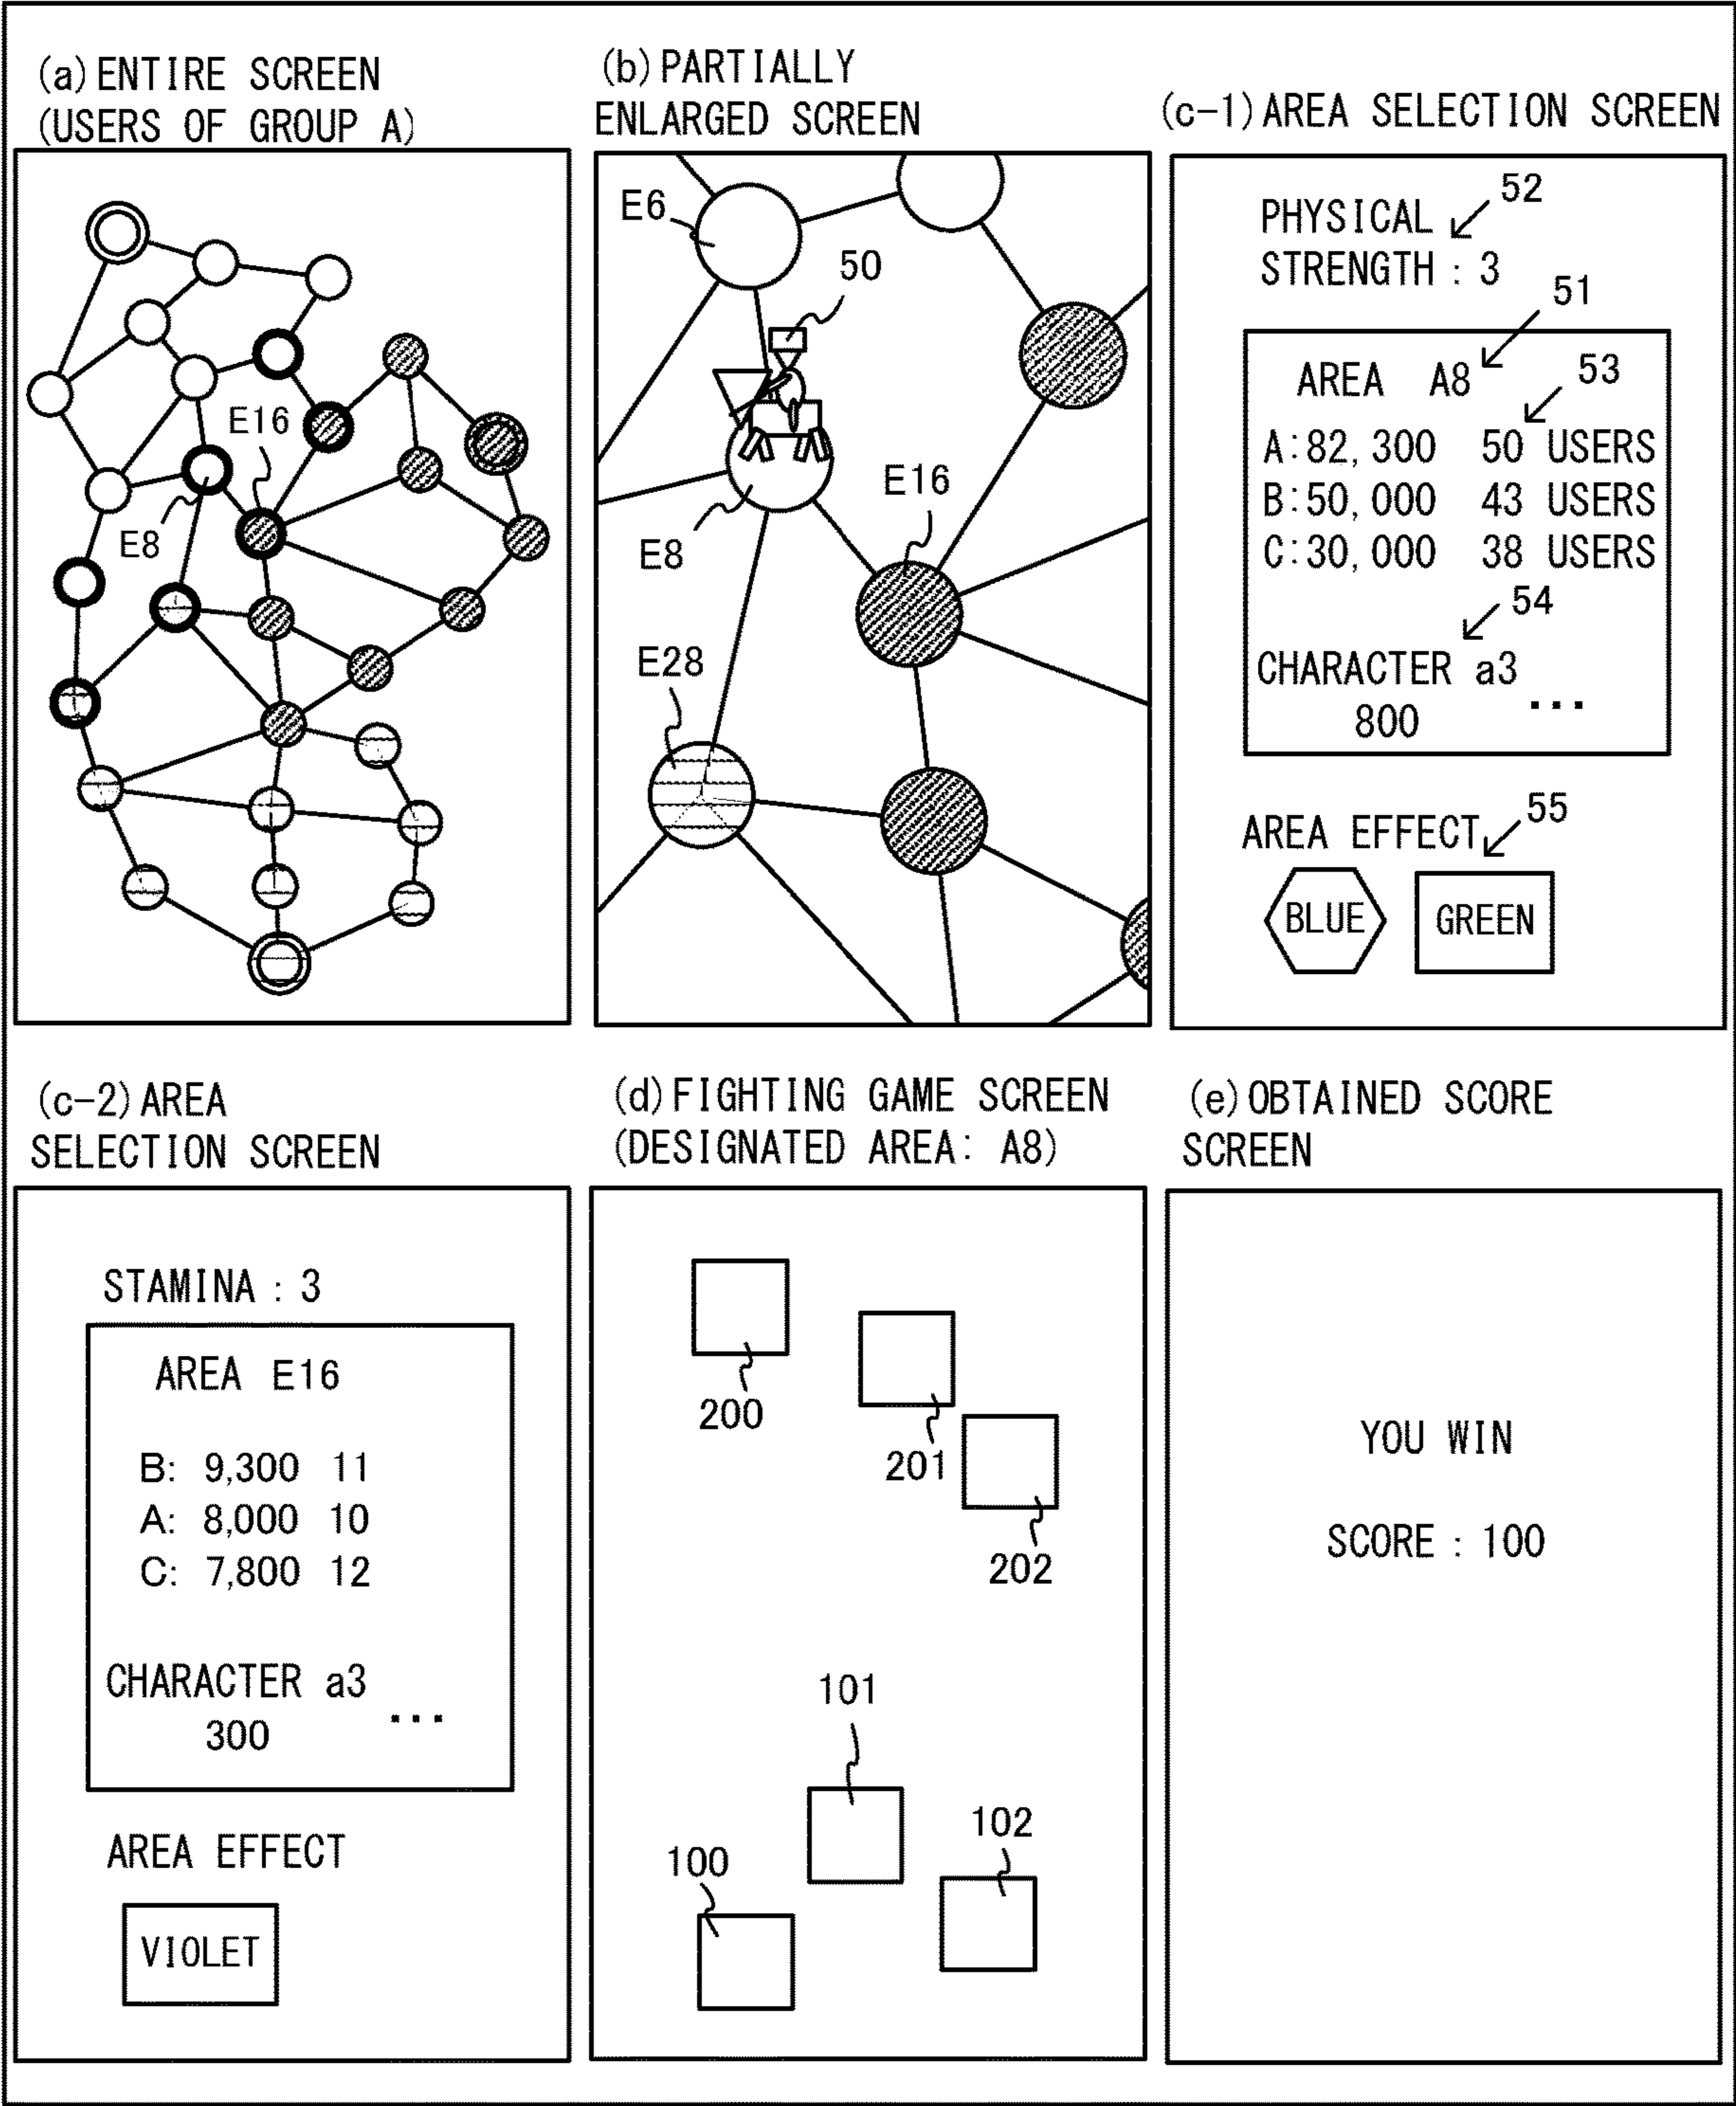 (a) ENTIRE SCREEN
(USERS OF GROUP A)
E16
E8
(b) PARTIALLY
ENLARGED SCREEN
E6
50
E16
E8
E28
(c-1) AREA SELECTION SCREEN
52
PHYSICAL
STRENGTH : 3
51
AREA A8
53
A:82,300 50 USERS
B:50,000 43 USERS
C:30,000 38 USERS
54
CHARACTER a3
800 ...
55
AREA EFFECT
BLUE GREEN
(c-2) AREA
SELECTION SCREEN
STAMINA : 3
AREA E16
B: 9,300 11
A: 8,000 10
C: 7,800 12
CHARACTER a3
300 ...
AREA EFFECT
VIOLET
(d) FIGHTING GAME SCREEN
(DESIGNATED AREA: A8)
200
201
202
101
102
100
(e) OBTAINED SCORE
SCREEN
YOU WIN
SCORE : 100